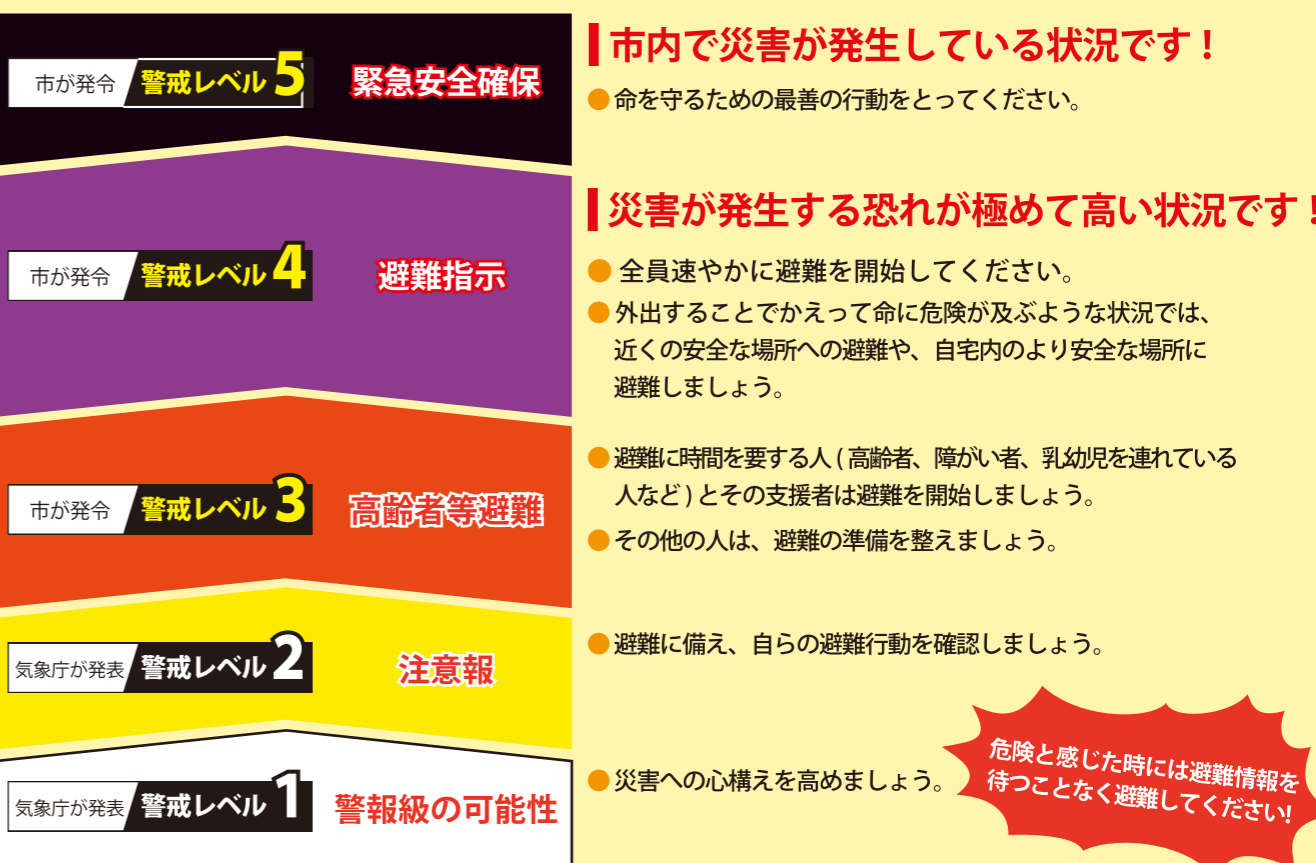 市が発令 警戒レベル5 緊急安全確保
市内で災害が発生している状況です!
●命を守るための最善の行動をとってください。
市が発令 警戒レベル4 避難指示
災害が発生する恐れが極めて高い状況です!
● 全員速やかに避難を開始してください。
●外出することでかえって命に危険が及ぶような状況では、
近くの安全な場所への避難や、自宅内のより安全な場所に
避難しましょう。
市が発令 警戒レベル3 高齢者等避難
●避難に時間を要する人(高齢者、障がい者、乳幼児を連れている
人など)とその支援者は避難を開始しましょう。
●その他の人は、避難の準備を整えましょう。
気象庁が発表 警戒レベル2 注意報
●避難に備え、自らの避難行動を確認しましょう。
気象庁が発表 警戒レベル1 警報級の可能性
●災害への心構えを高めましょう。
危険と感じた時には避難情報を
待つことなく避難してください!